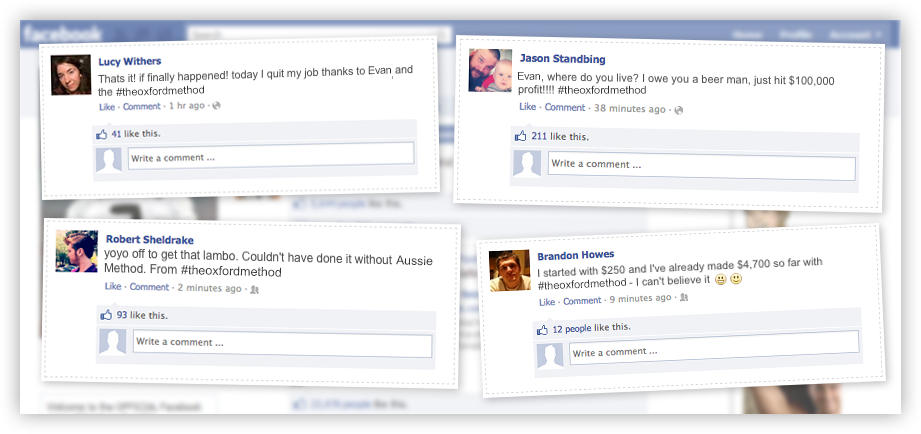 facebook
Search
Home Profile Account
Lucy Withers
Thats it! if finally happened! today I quit my job thanks to Evan and
the #theoxfordmethod
Like · Comment · 1 hr ago ·
41 like this.
Write a comment ...
Jason Standbing
Evan, where do you live? I owe you a beer man, just hit $100,000
profit!!!! #theoxfordmethod
Like · Comment · 38 minutes ago ·
211 like this.
Write a comment ...
people like this.
Robert Sheldrake
yoyo off to get that lambo. Couldn't have done it without Aussie
Method. From #theoxfordmethod
Like · Comment · 2 minutes ago ·
93 like this.
Write a comment ...
Brandon Howes
I started with $250 and I've already made $4,700 so far with
#theoxfordmethod - I can't believe it 😀 🙂
Like · Comment · 9 minutes ago ·
12 people like this.
Write a comment ...
Welcome to the OFFICIAL Facebook
people like this.